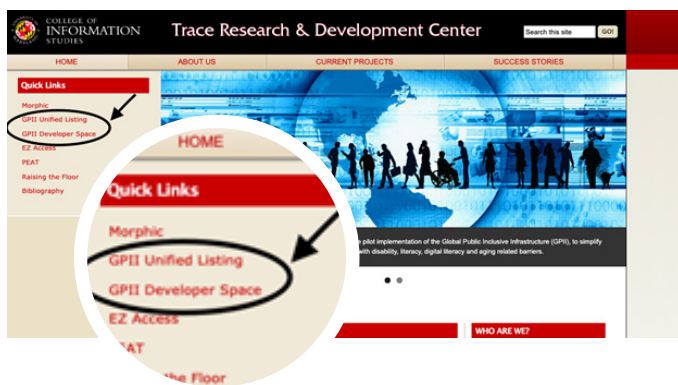 COLLEGE OF
INFORMATION
STUDIES
Trace Research & Development Center
Search this site
GO!
HOME
ABOUT US
CURRENT PROJECTS
SUCCESS STORIES
Quick Links
Morphic
GPII Unified Listing
GPII Developer Space
EZ Access
PEAT
Raising the Floor
Bibliography
HOME
Quick Links
Morphic
GPII Unified Listing
GPII Developer Space
EZ Access
the Floor
pilot implementation of the Global Public Inclusive Infrastructure (GPII), to simplify
with disability, literacy, digital literacy and aging related barriers.
WHO ARE WE?